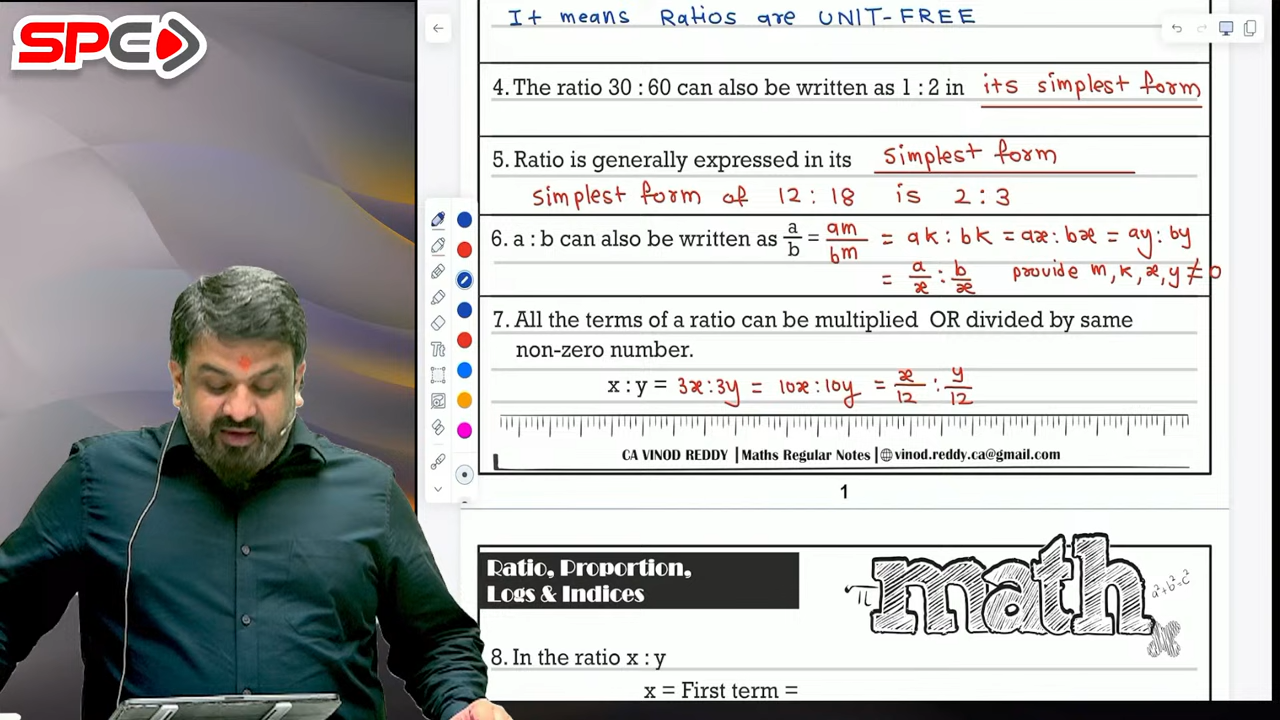 SPC
It means Ratios are UNIT-FREE
4. The ratio 30 : 60 can also be written as 1 : 2 in its simplest form
5. Ratio is generally expressed in its simplest form
simplest form of 12 : 18 is 2 : 3
6. a : b can also be written as a/b = am/bm = ak : bk = ax : bx = ay : by
= a/x : b/x provide m, k, x, y ≠ 0
7. All the terms of a ratio can be multiplied OR divided by same
non-zero number.
x : y = 3x : 3y = 10x : 10y = x/12 : y/12
CA VINOD REDDY | Maths Regular Notes | vinod.reddy.ca@gmail.com
1
Ratio, Proportion,
Logs & Indices
π math a²+b²=c²
8. In the ratio x : y
x = First term =
Tt